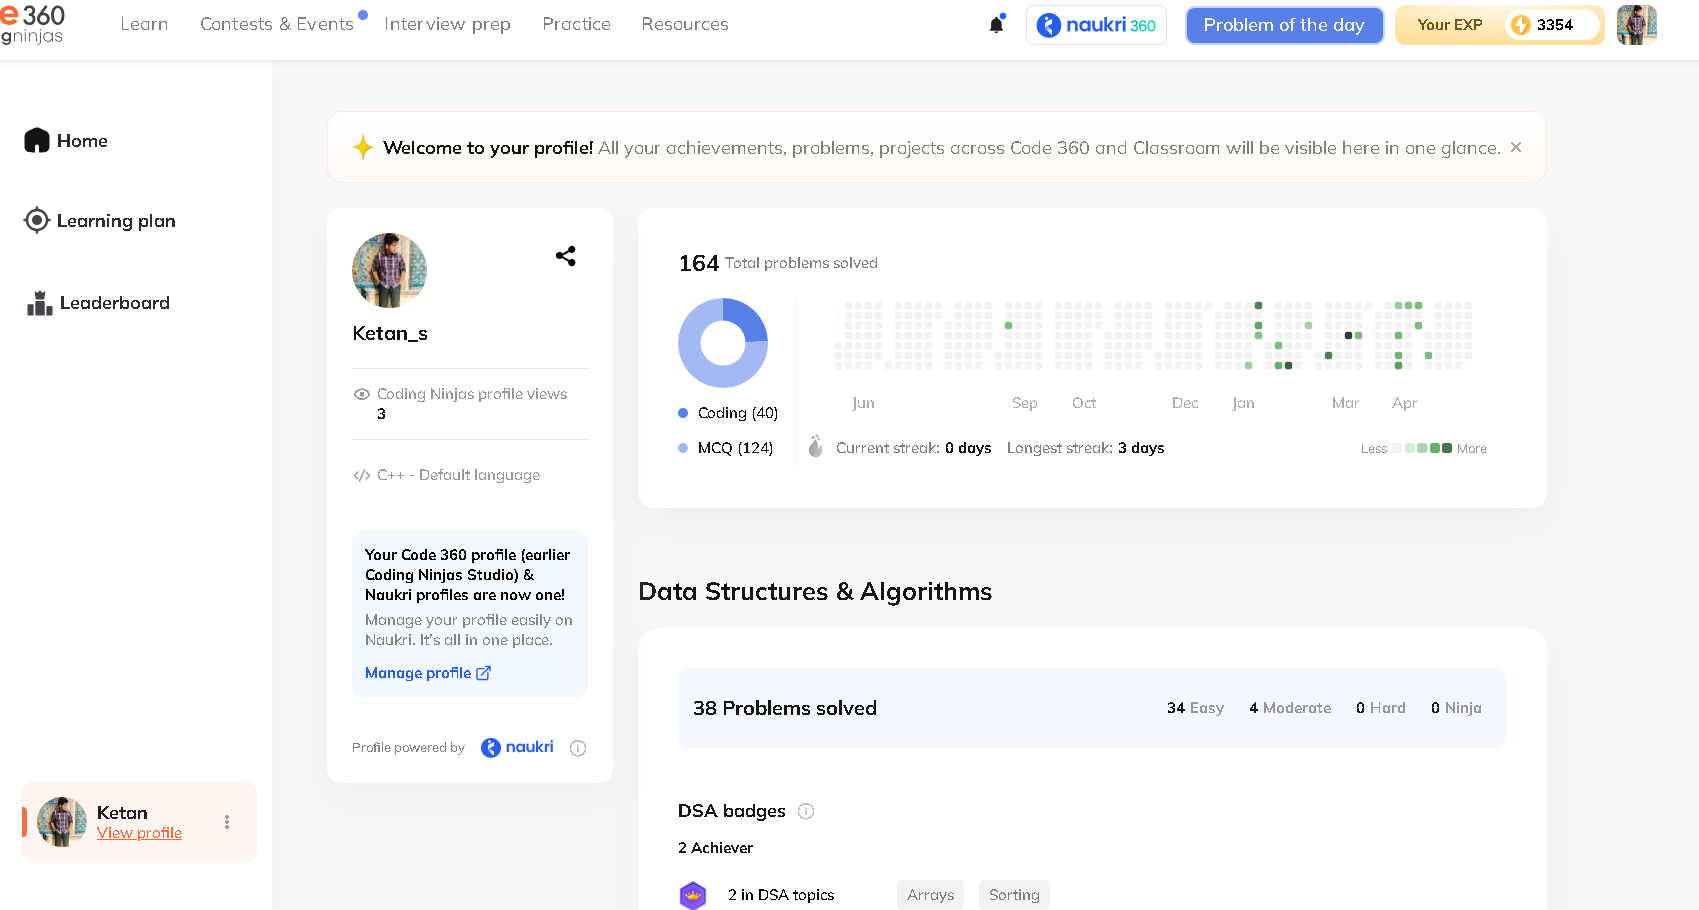 e 360
gninjas
Learn
Contests & Events
Interview prep
Practice
Resources
naukri 360
Problem of the day
Your EXP
3354
Home
Learning plan
Leaderboard
Ketan
View profile
Welcome to your profile! All your achievements, problems, projects across Code 360 and Classroom will be visible here in one glance.
Ketan_s
Coding Ninjas profile views
3
C++ - Default language
Your Code 360 profile (earlier
Coding Ninjas Studio) &
Naukri profiles are now one!
Manage your profile easily on
Naukri. It's all in one place.
Manage profile
Profile powered by
naukri
164 Total problems solved
Coding (40)
MCQ (124)
Jun
Sep
Oct
Dec
Jan
Mar
Apr
Current streak: 0 days
Longest streak: 3 days
Less
More
Data Structures & Algorithms
38 Problems solved
34 Easy
4 Moderate
0 Hard
0 Ninja
DSA badges
2 Achiever
2 in DSA topics
Arrays
Sorting